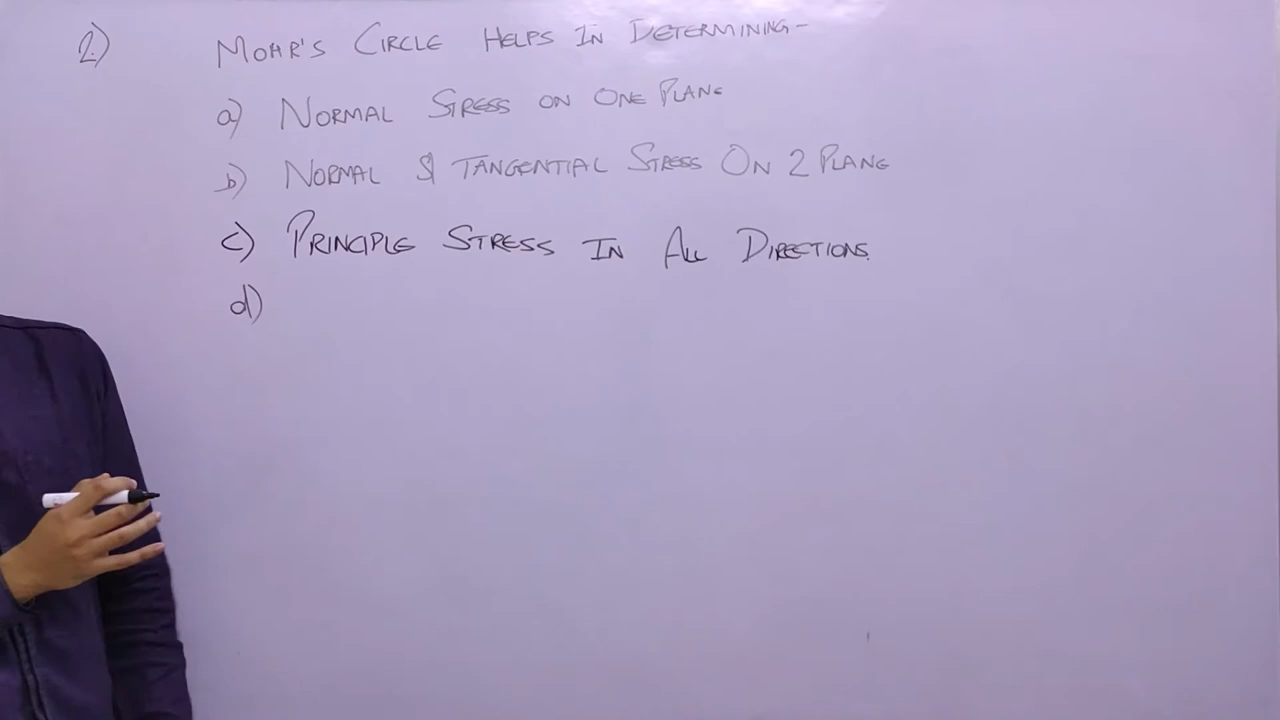 2.) MOHR'S CIRCLE HELPS IN DETERMINING-
a) NORMAL STRESS ON ONE PLANE
b) NORMAL & TANGENTIAL STRESS ON 2 PLANE
c) PRINCIPLE STRESS IN ALL DIRECTIONS.
d)